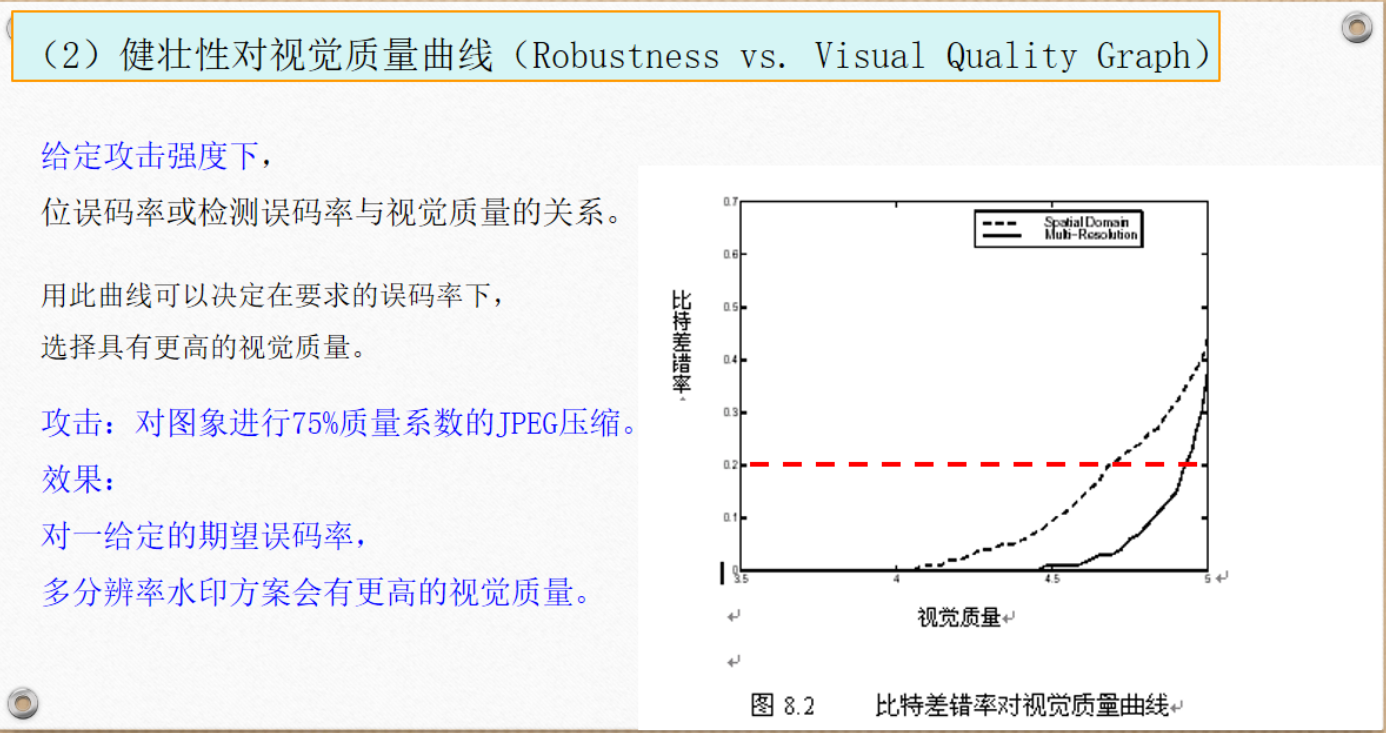 （2）健壮性对视觉质量曲线（Robustness vs. Visual Quality Graph）
给定攻击强度下，
位误码率或检测误码率与视觉质量的关系。
用此曲线可以决定在要求的误码率下，
选择具有更高的视觉质量。
攻击：对图象进行75%质量系数的JPEG压缩。
效果：
对一给定的期望误码率，
多分辨率水印方案会有更高的视觉质量。
比特差错率
0.7
0.6
0.5
0.4
0.3
0.2
0.1
0
Spatial Domain
Multi-Resolution
3.5 4 4.5 5
视觉质量
图 8.2 比特差错率对视觉质量曲线